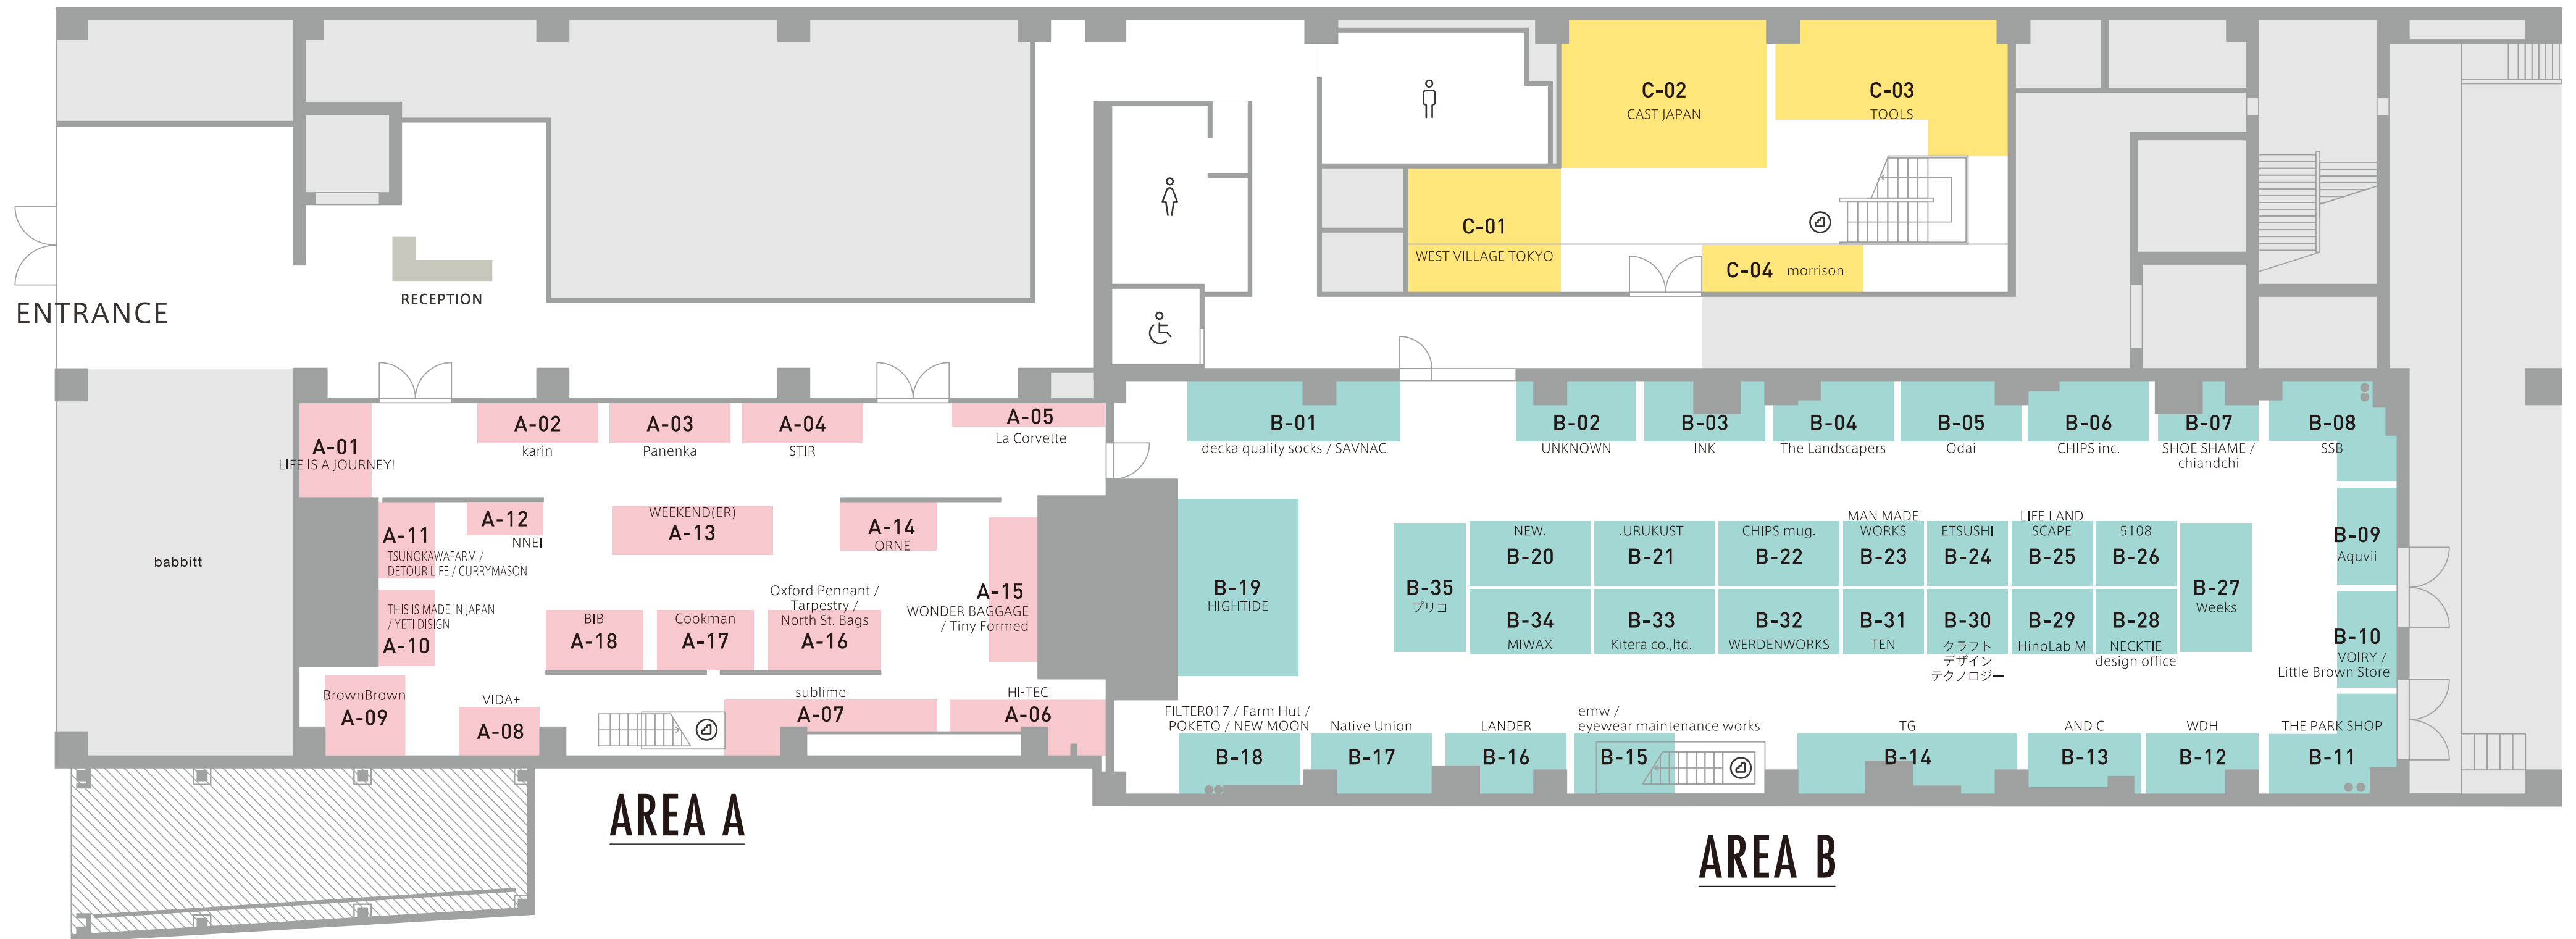 ENTRANCE
RECEPTION
babbitt
C-02
CAST JAPAN
C-03
TOOLS
C-01
WEST VILLAGE TOKYO
C-04 morrison
A-01
LIFE IS A JOURNEY!
A-02
karin
A-03
Panenka
A-04
STIR
A-05
La Corvette
A-11
TSUNOKAWAFARM /
DETOUR LIFE / CURRYMASON
A-12
NNEI
WEEKEND(ER)
A-13
A-14
ORNE
A-15
WONDER BAGGAGE
/ Tiny Formed
THIS IS MADE IN JAPAN
/ YETI DISIGN
A-10
BIB
A-18
Cookman
A-17
Oxford Pennant /
Tarpestry /
North St. Bags
A-16
BrownBrown
A-09
VIDA+
A-08
sublime
A-07
HI-TEC
A-06
AREA A
B-01
decka quality socks / SAVNAC
B-02
UNKNOWN
B-03
INK
B-04
The Landscapers
B-05
Odai
B-06
CHIPS inc.
B-07
SHOE SHAME /
chiandchi
B-08
SSB
B-09
Aquvii
B-10
VOIRY /
Little Brown Store
B-19
HIGHTIDE
B-35
プリコ
NEW.
B-20
.URUKUST
B-21
CHIPS mug.
B-22
MAN MADE
WORKS
B-23
ETSUSHI
B-24
LIFE LAND
SCAPE
B-25
5108
B-26
B-27
Weeks
B-34
MIWAX
B-33
Kitera co.,ltd.
B-32
WERDENWORKS
B-31
TEN
B-30
クラフト
デザイン
テクノロジー
B-29
HinoLab M
B-28
NECKTIE
design office
FILTER017 / Farm Hut /
POKETO / NEW MOON
B-18
Native Union
B-17
LANDER
B-16
emw /
eyewear maintenance works
B-15
TG
B-14
AND C
B-13
WDH
B-12
THE PARK SHOP
B-11
AREA B